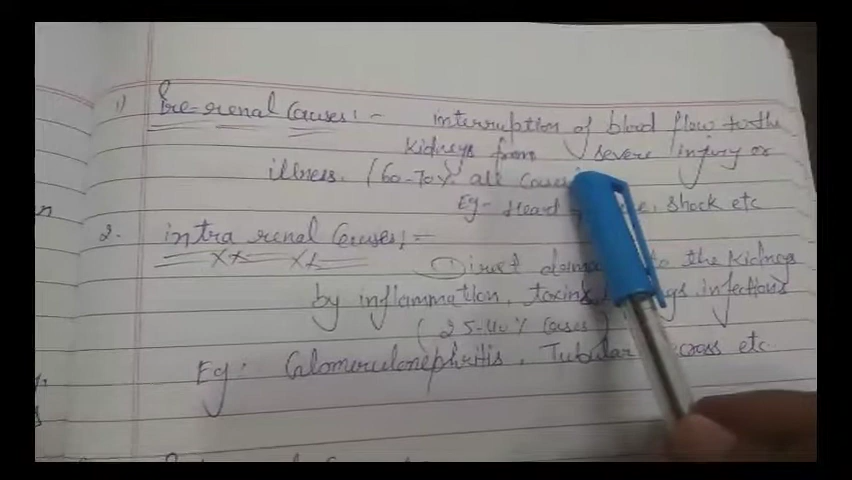 1) Pre-renal Causes:- interruption of blood flow to the
kidneys from severe injury or
illness. (60-70% all causes
Eg- Heard shock etc
2. intra renal Causes:-
Direct to the kidneys
by inflammation, toxins, infections
(25-40% Cases)
Eg: Glomerulonephritis, Tubular etc